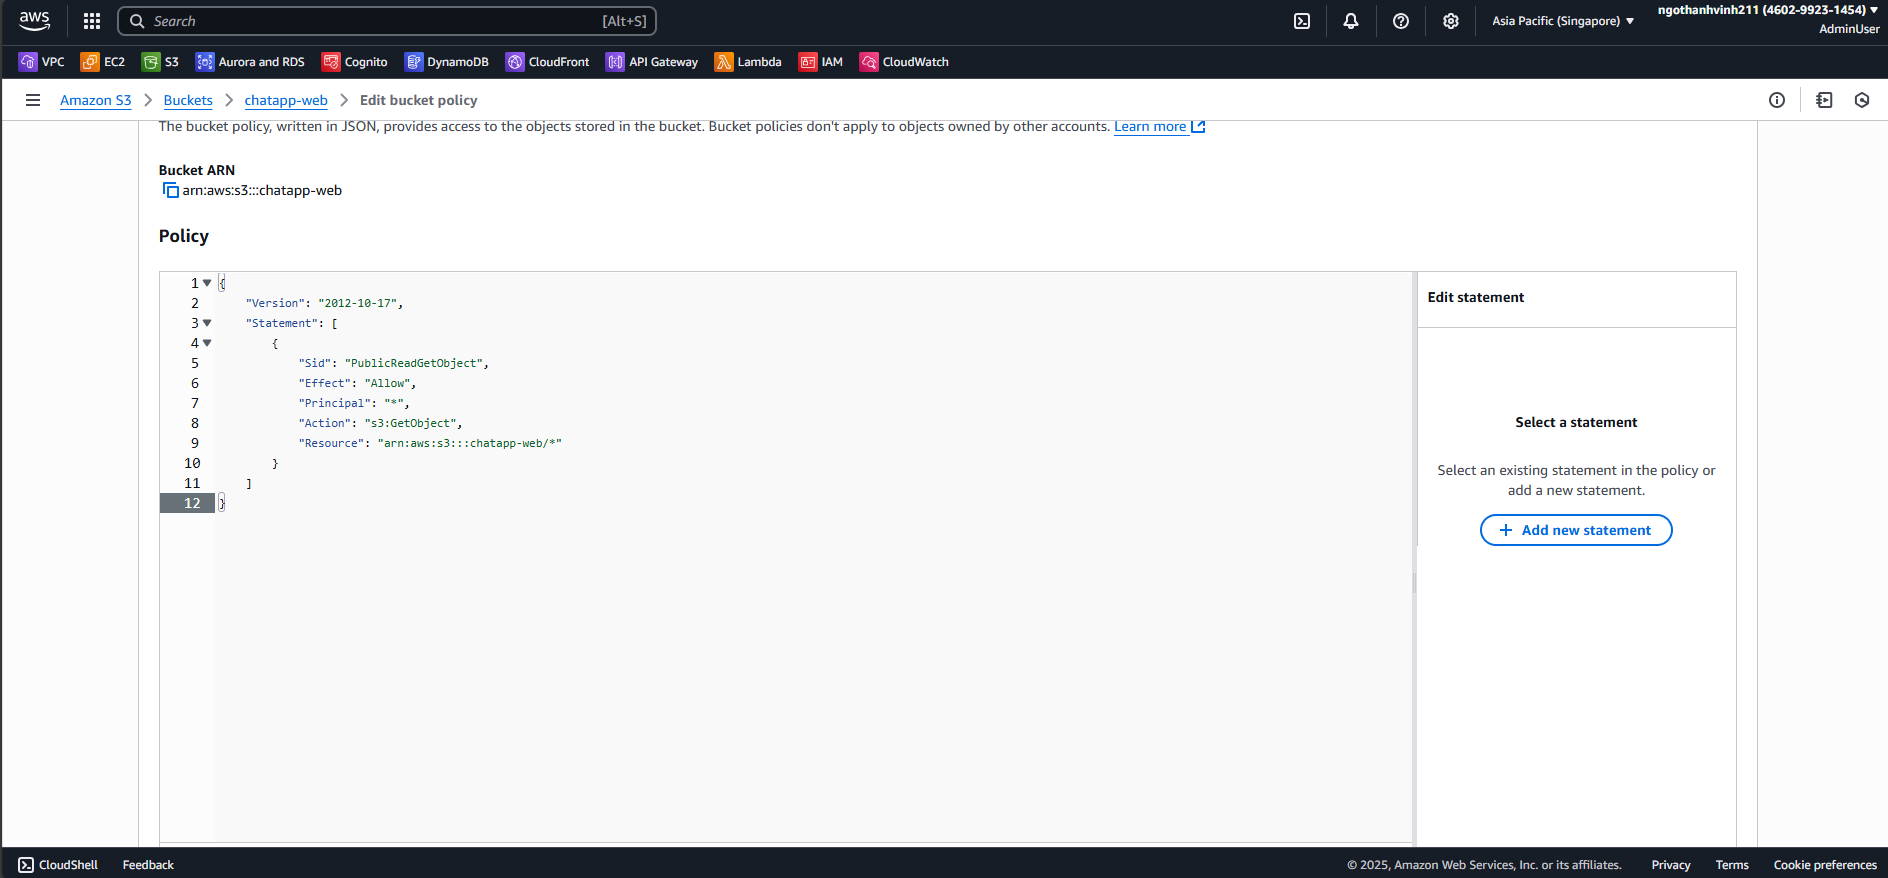 aws
Search [Alt+S]
Asia Pacific (Singapore)
ngothanhvinh211 (4602-9923-1454)
AdminUser
VPC EC2 S3 Aurora and RDS Cognito DynamoDB CloudFront API Gateway Lambda IAM CloudWatch
Amazon S3 Buckets chatapp-web Edit bucket policy
The bucket policy, written in JSON, provides access to the objects stored in the bucket. Bucket policies don't apply to objects owned by other accounts. Learn more
Bucket ARN
arn:aws:s3:::chatapp-web
Policy
1 {
2 "Version": "2012-10-17",
3 "Statement": [
4 {
5 "Sid": "PublicReadGetObject",
6 "Effect": "Allow",
7 "Principal": "*",
8 "Action": "s3:GetObject",
9 "Resource": "arn:aws:s3:::chatapp-web/*"
10 }
11 ]
12 }
Edit statement
Select a statement
Select an existing statement in the policy or
add a new statement.
+ Add new statement
CloudShell Feedback
© 2025, Amazon Web Services, Inc. or its affiliates. Privacy Terms Cookie preferences